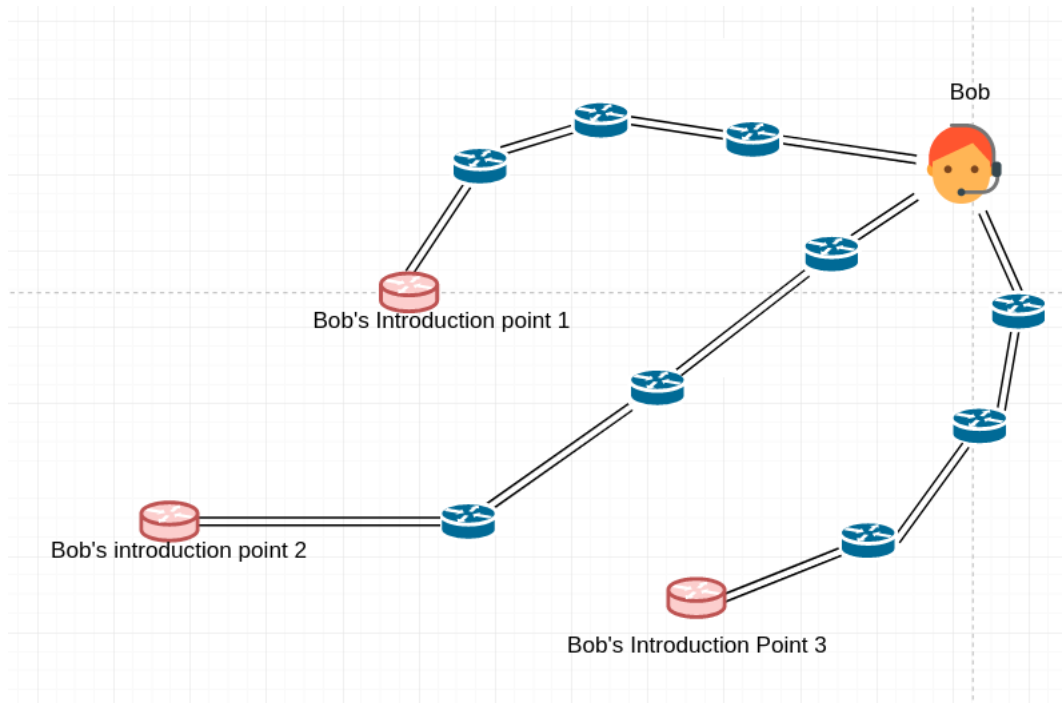 Bob
Bob's Introduction point 1
Bob's introduction point 2
Bob's Introduction Point 3